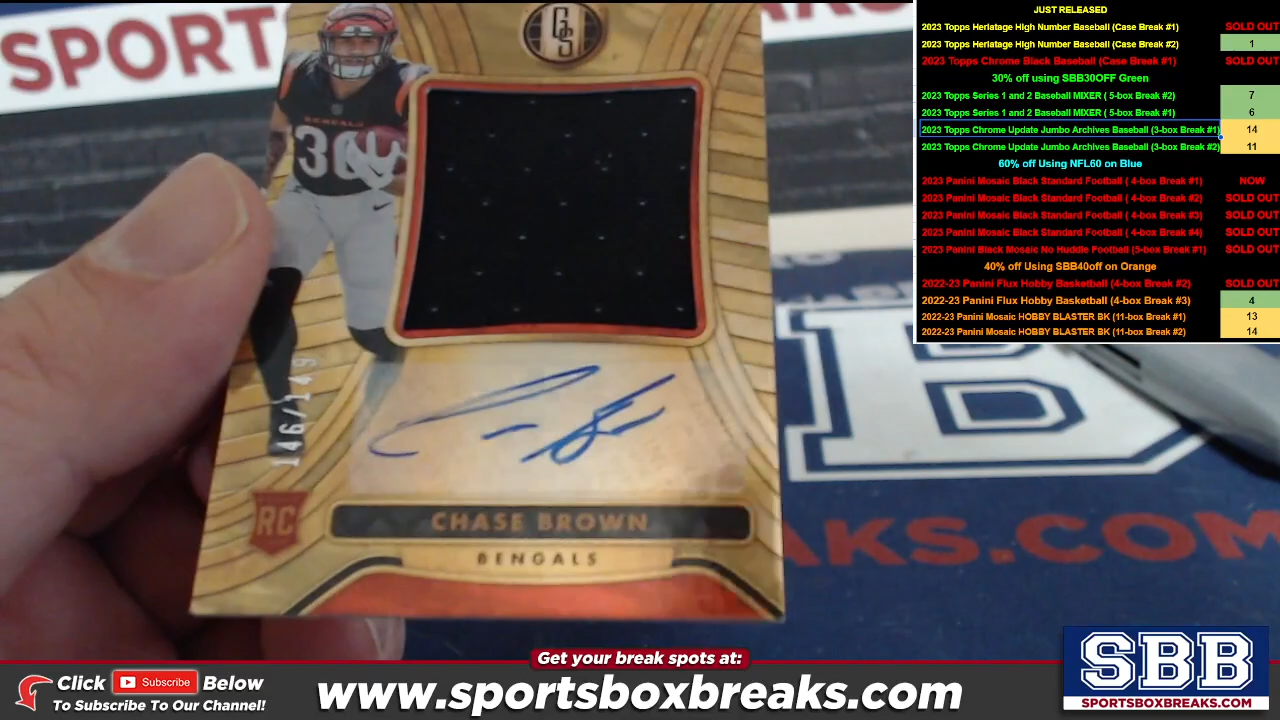 SPORT
BREAKS
GS
BENGALS
30
146/149
RC
CHASE BROWN
BENGALS
B
AKS.COM
JUST RELEASED
2023 Topps Herlatage High Number Baseball (Case Break #1) SOLD OUT
2023 Topps Herlatage High Number Baseball (Case Break #2) 1
2023 Topps Chrome Black Baseball (Case Break #1) SOLD OUT
30% off using SBB30OFF Green
2023 Topps Series 1 and 2 Baseball MIXER ( 5-box Break #2) 7
2023 Topps Series 1 and 2 Baseball MIXER ( 5-box Break #1) 6
2023 Topps Chrome Update Jumbo Archives Baseball (3-box Break #1) 14
2023 Topps Chrome Update Jumbo Archives Baseball (3-box Break #2) 11
60% off Using NFL60 on Blue
2023 Panini Mosaic Black Standard Football ( 4-box Break #1) NOW
2023 Panini Mosaic Black Standard Football ( 4-box Break #2) SOLD OUT
2023 Panini Mosaic Black Standard Football ( 4-box Break #3) SOLD OUT
2023 Panini Mosaic Black Standard Football ( 4-box Break #4) SOLD OUT
2023 Panini Black Mosaic No Huddle Football (5-box Break #1) SOLD OUT
40% off Using SBB40off on Orange
2022-23 Panini Flux Hobby Basketball (4-box Break #2) SOLD OUT
2022-23 Panini Flux Hobby Basketball (4-box Break #3) 4
2022-23 Panini Mosaic HOBBY BLASTER BK (11-box Break #1) 13
2022-23 Panini Mosaic HOBBY BLASTER BK (11-box Break #2) 14
Get your break spots at:
Click Subscribe Below
To Subscribe To Our Channel!
www.sportsboxbreaks.com
SBB
SPORTSBOXBREAKS.COM